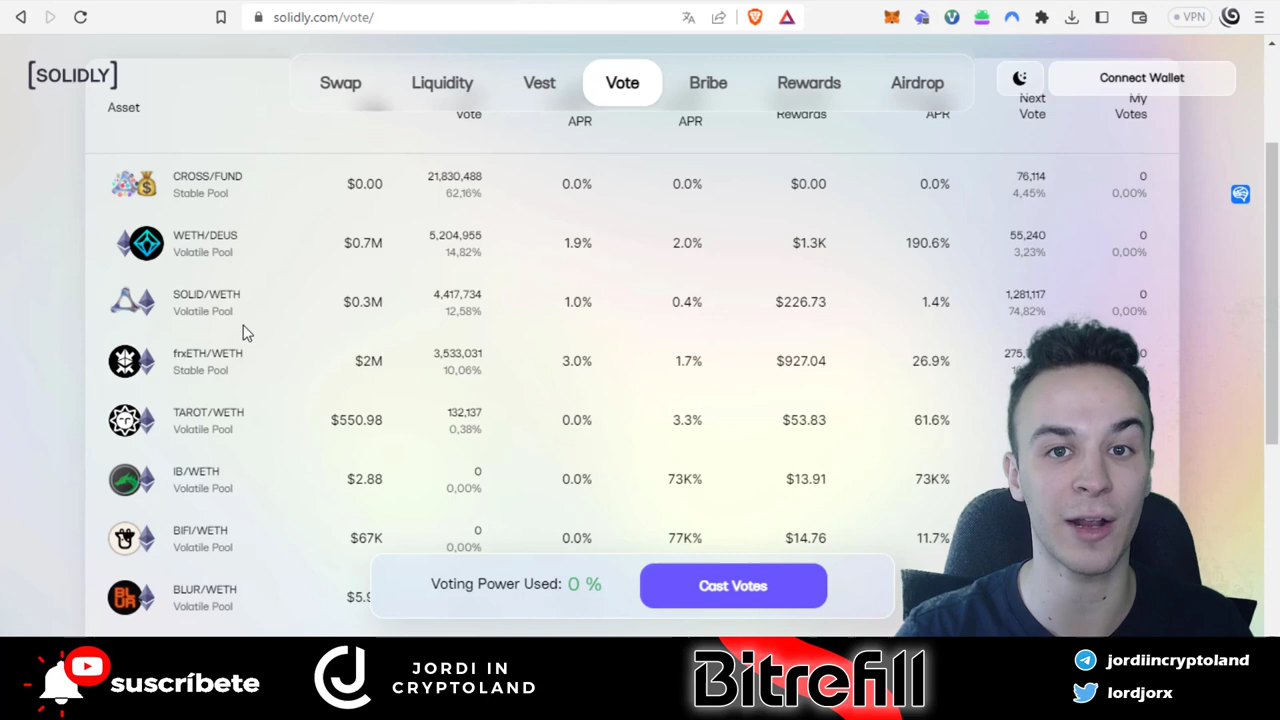 solidly.com/vote/
VPN
[SOLIDLY]
Swap
Liquidity
Vest
Vote
Bribe
Rewards
Airdrop
Connect Wallet
Asset
Vote
APR
APR
Rewards
APR
Next
Vote
My
Votes
CROSS/FUND
Stable Pool
$0.00
21,830,488
62,16%
0.0%
0.0%
$0.00
0.0%
76,114
4,45%
0
0,00%
WETH/DEUS
Volatile Pool
$0.7M
5,204,955
14,82%
1.9%
2.0%
$1.3K
190.6%
55,240
3,23%
0
0,00%
SOLID/WETH
Volatile Pool
$0.3M
4,417,734
12,58%
1.0%
0.4%
$226.73
1.4%
1,281,117
74,82%
0
0,00%
frxETH/WETH
Stable Pool
$2M
3,533,031
10,06%
3.0%
1.7%
$927.04
26.9%
0
TAROT/WETH
Volatile Pool
$550.98
132,137
0,38%
0.0%
3.3%
$53.83
61.6%
IB/WETH
Volatile Pool
$2.88
0
0,00%
0.0%
73K%
$13.91
73K%
BIFI/WETH
Volatile Pool
$67K
0
0,00%
0.0%
77K%
$14.76
11.7%
BLUR/WETH
Volatile Pool
Voting Power Used: 0 %
Cast Votes
suscríbete
JORDI IN
CRYPTOLAND
Bitrefill
jordiincryptoland
lordjorx